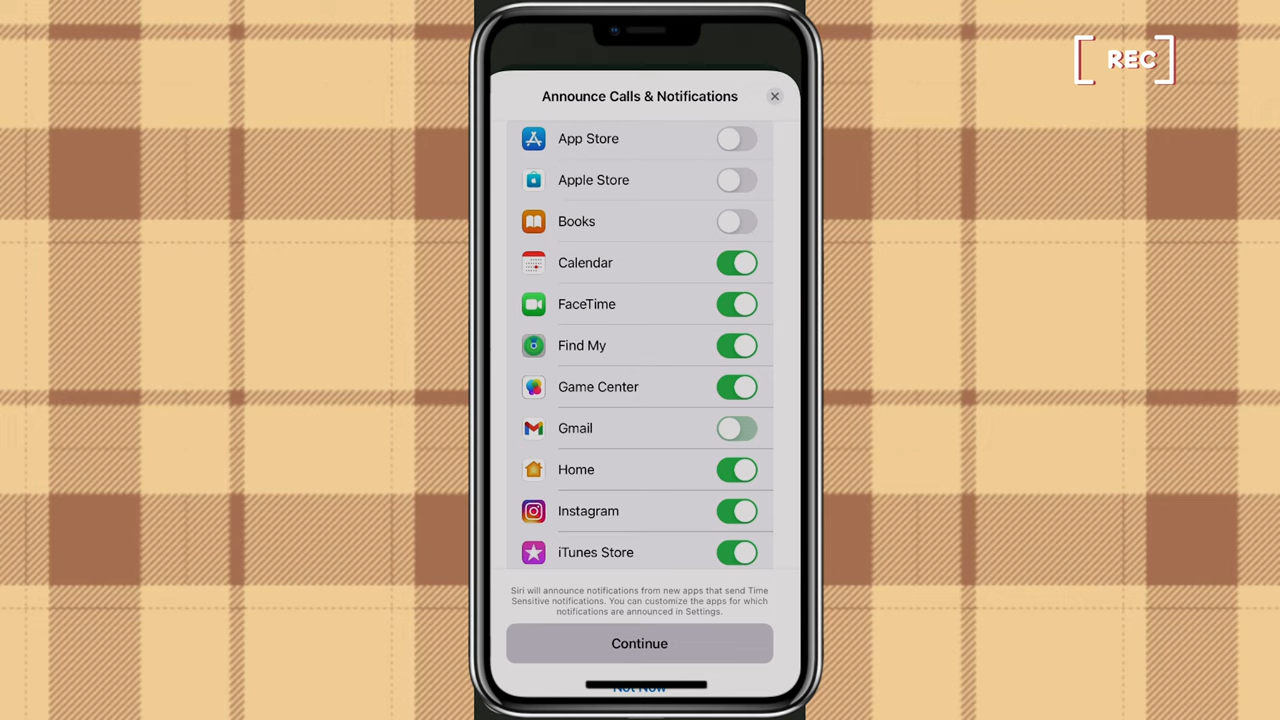 REC
Announce Calls & Notifications
App Store
Apple Store
Books
Calendar
FaceTime
Find My
Game Center
Gmail
Home
Instagram
iTunes Store
Siri will announce notifications from new apps that send Time
Sensitive notifications. You can customize the apps for which
notifications are announced in Settings.
Continue
Not Now